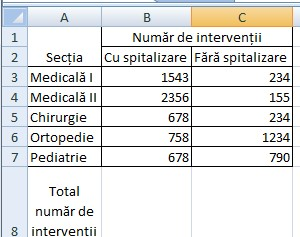 A B C
1 Număr de intervenții
2 Secția Cu spitalizare Fără spitalizare
3 Medicală I 1543 234
4 Medicală II 2356 155
5 Chirurgie 678 234
6 Ortopedie 758 1234
7 Pediatrie 678 790
Total
număr de
8 intervenții